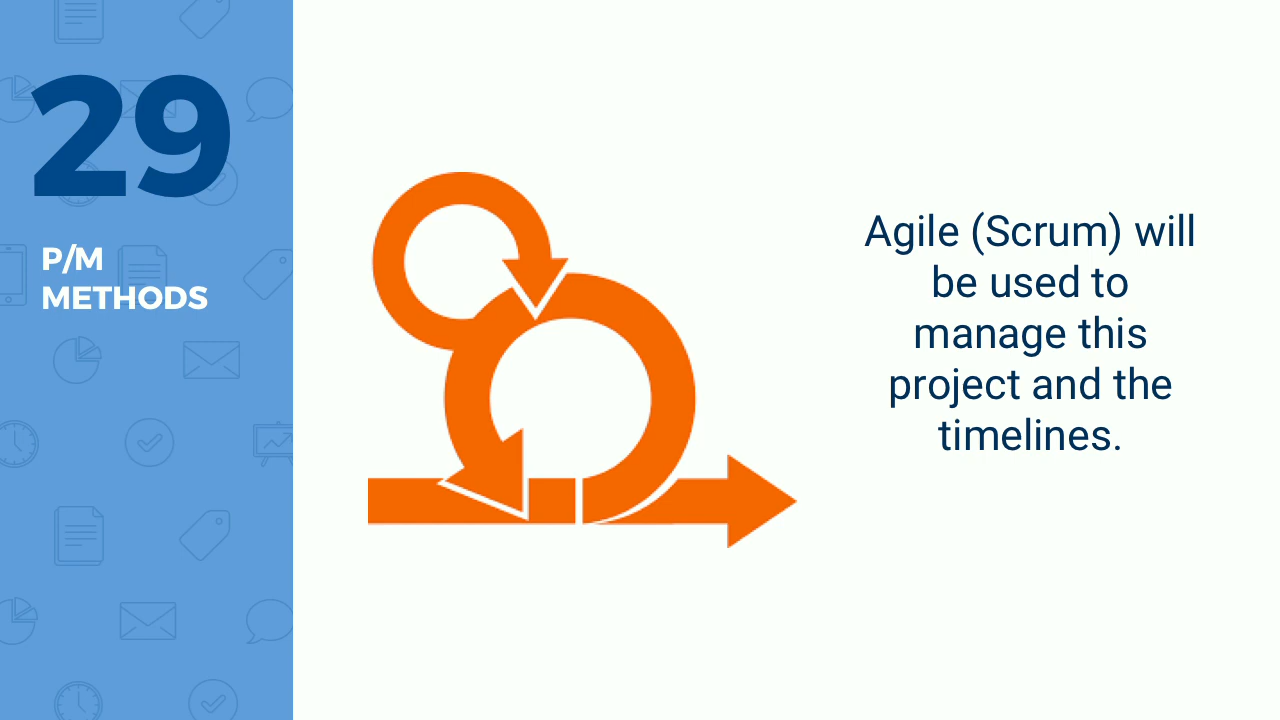 29
P/M
METHODS
Agile (Scrum) will
be used to
manage this
project and the
timelines.